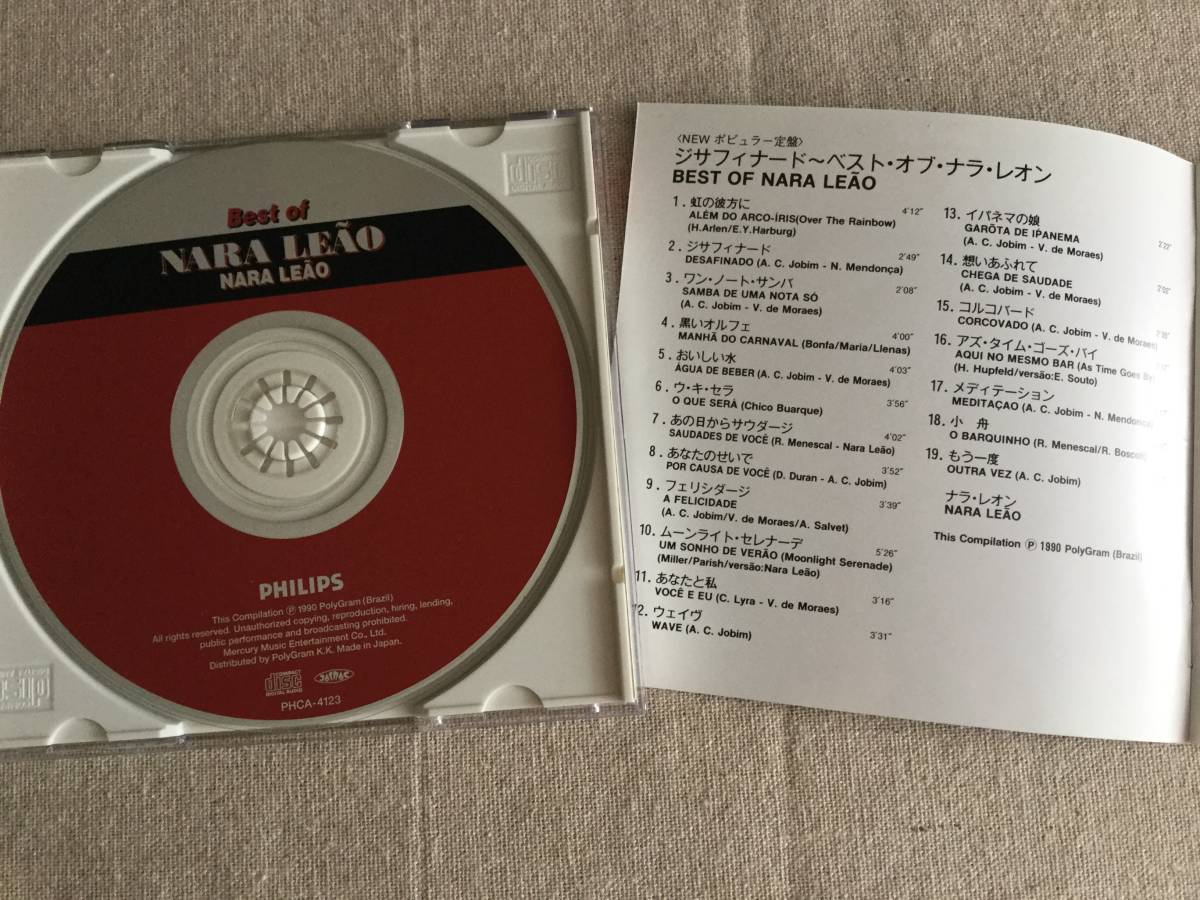 Best of
NARA LEÃO
NARA LEÃO
PHILIPS
This Compilation Ⓟ 1990 PolyGram (Brazil)
All rights reserved. Unauthorized copying, reproduction, hiring, lending,
public performance and broadcasting prohibited.
Mercury Music Entertainment Co., Ltd.
Distributed by PolyGram K.K. Made in Japan.
COMPACT
disc
DIGITAL AUDIO
JASRAC
PHCA-4123
〈NEW ポピュラー定盤〉
ジサフィナード〜ベスト・オブ・ナラ・レオン
BEST OF NARA LEÃO
1. 虹の彼方に 4'12"
ALÉM DO ARCO-ÍRIS(Over The Rainbow)
(H.Arlen/E.Y.Harburg)
2. ジサフィナード 2'49"
DESAFINADO (A. C. Jobim - N. Mendonça)
3. ワン・ノート・サンバ 2'08"
SAMBA DE UMA NOTA SÓ
(A. C. Jobim - V. de Moraes)
4. 黒いオルフェ 4'00"
MANHÃ DO CARNAVAL (Bonfa/Maria/Llenas)
5. おいしい水 4'03"
ÁGUA DE BEBER (A. C. Jobim - V. de Moraes)
6. ウ・キ・セラ 3'56"
O QUE SERÁ (Chico Buarque)
7. あの日からサウダージ 4'02"
SAUDADES DE VOCÊ (R. Menescal - Nara Leão)
8. あなたのせいで 3'52"
POR CAUSA DE VOCÊ (D. Duran - A. C. Jobim)
9. フェリシダージ 3'39"
A FELICIDADE
(A. C. Jobim/V. de Moraes/A. Salvet)
10. ムーンライト・セレナーデ 5'26"
UM SONHO DE VERÃO (Moonlight Serenade)
(Miller/Parish/versão:Nara Leão)
11. あなたと私 3'16"
VOCÊ E EU (C. Lyra - V. de Moraes)
12. ウェイヴ 3'31"
WAVE (A. C. Jobim)
13. イパネマの娘 2'22"
GARÔTA DE IPANEMA
(A. C. Jobim - V. de Moraes)
14.想いあふれて
CHEGA DE SAUDADE
(A. C. Jobim - V. de Moraes)
15. コルコバード
CORCOVADO (A. C. Jobim - V. de Moraes)
16. アズ・タイム・ゴーズ・バイ
AQUI NO MESMO BAR (As Time Goes By)
(H. Hupfeld/versão:E. Souto)
17. メディテーション
MEDITAÇAO (A. C. Jobim - N. Mendonça)
18. 小 舟
O BARQUINHO (R. Menescal/R. Boscoli)
19. もう一度
OUTRA VEZ (A. C. Jobim)
ナラ・レオン
NARA LEÃO
This Compilation Ⓟ 1990 PolyGram (Brazil)